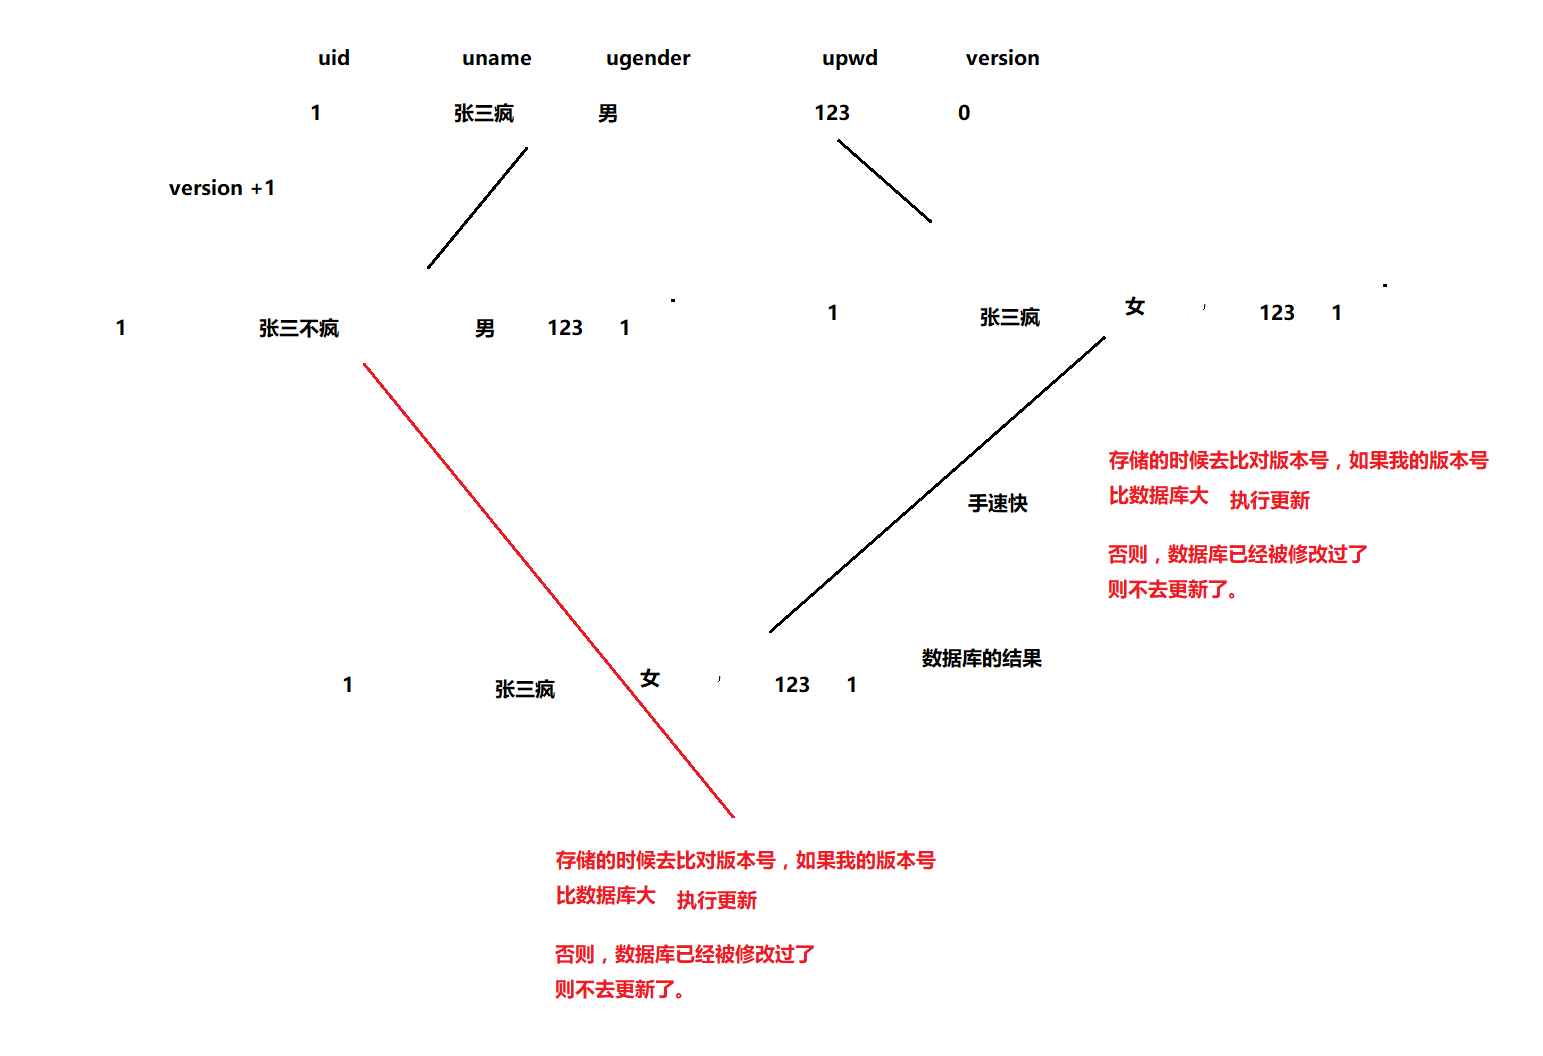 uid uname ugender upwd version
1 张三疯 男 123 0
version +1
1 张三不疯 男 123 1
1 张三疯 女 , 123 1
存储的时候去比对版本号，如果我的版本号
比数据库大 执行更新
手速快
否则，数据库已经被修改过了
则不去更新了。
数据库的结果
1 张三疯 女 , 123 1
存储的时候去比对版本号，如果我的版本号
比数据库大 执行更新
否则，数据库已经被修改过了
则不去更新了。